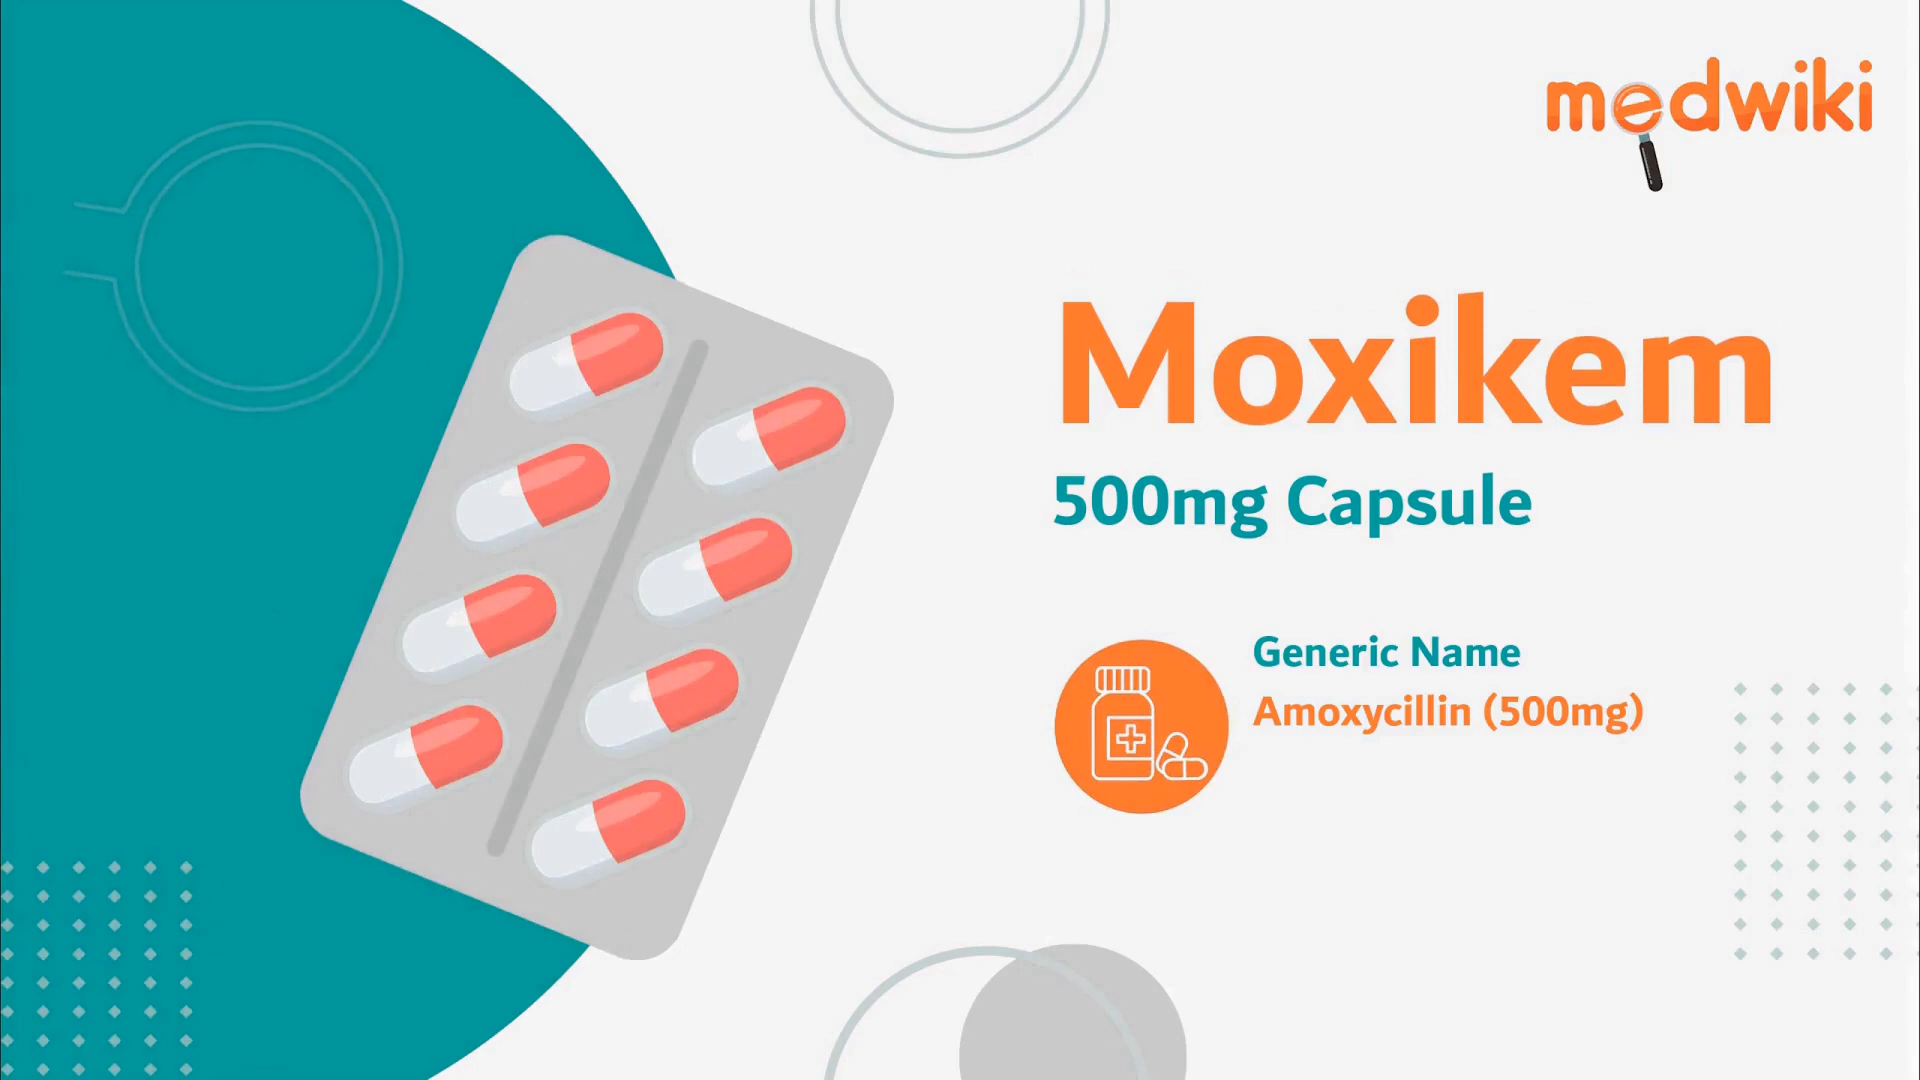 medwiki
Moxikem
500mg Capsule
Generic Name
Amoxycillin (500mg)